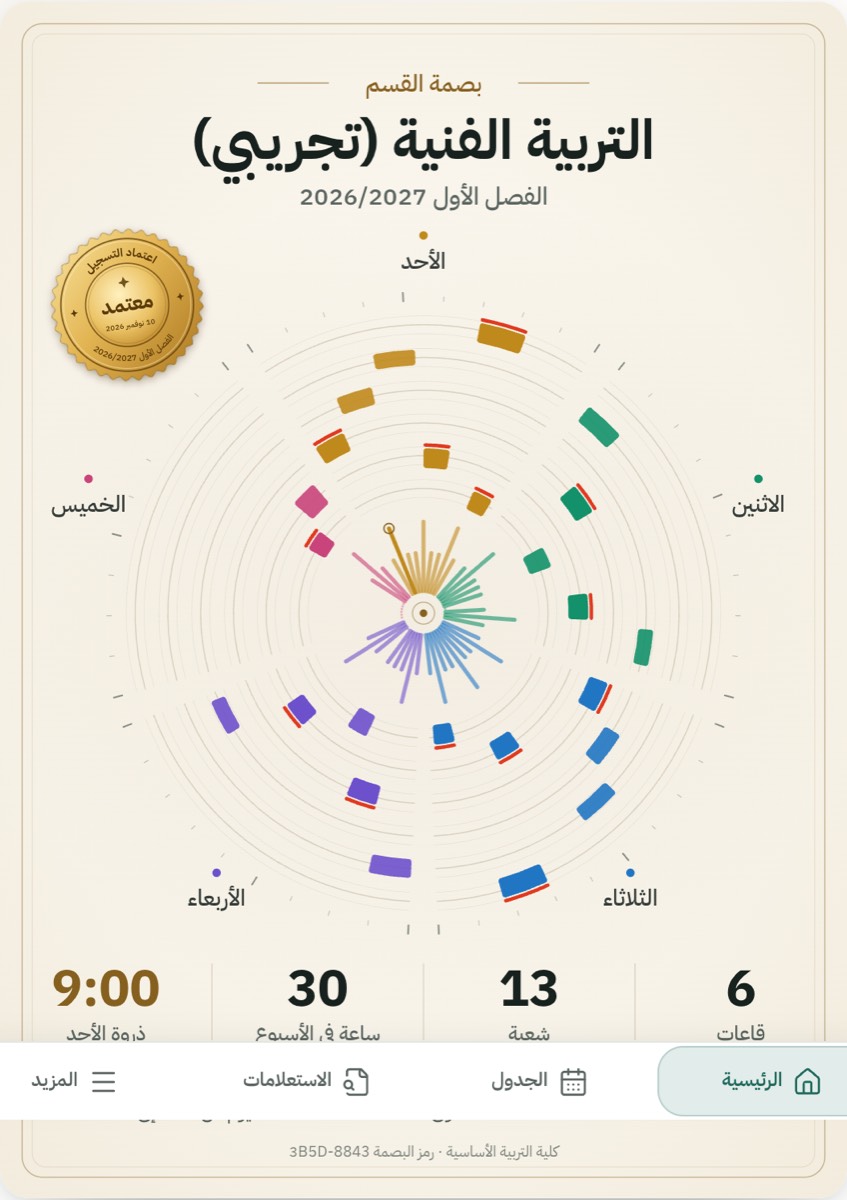 بصمة القسم
التربية الفنية (تجريبي)
الفصل الأول 2026/2027
اعتماد التسجيل
معتمد
10 نوفمبر 2026
الفصل الأول 2026/2027
الأحد
الاثنين
الخميس
الثلاثاء
الأربعاء
6
قاعات
13
شعبة
30
ساعة في الأسبوع
9:00
ذروة الأحد
الرئيسية
الجدول
الاستعلامات
المزيد
كلية التربية الأساسية · رمز البصمة 3B5D-8843